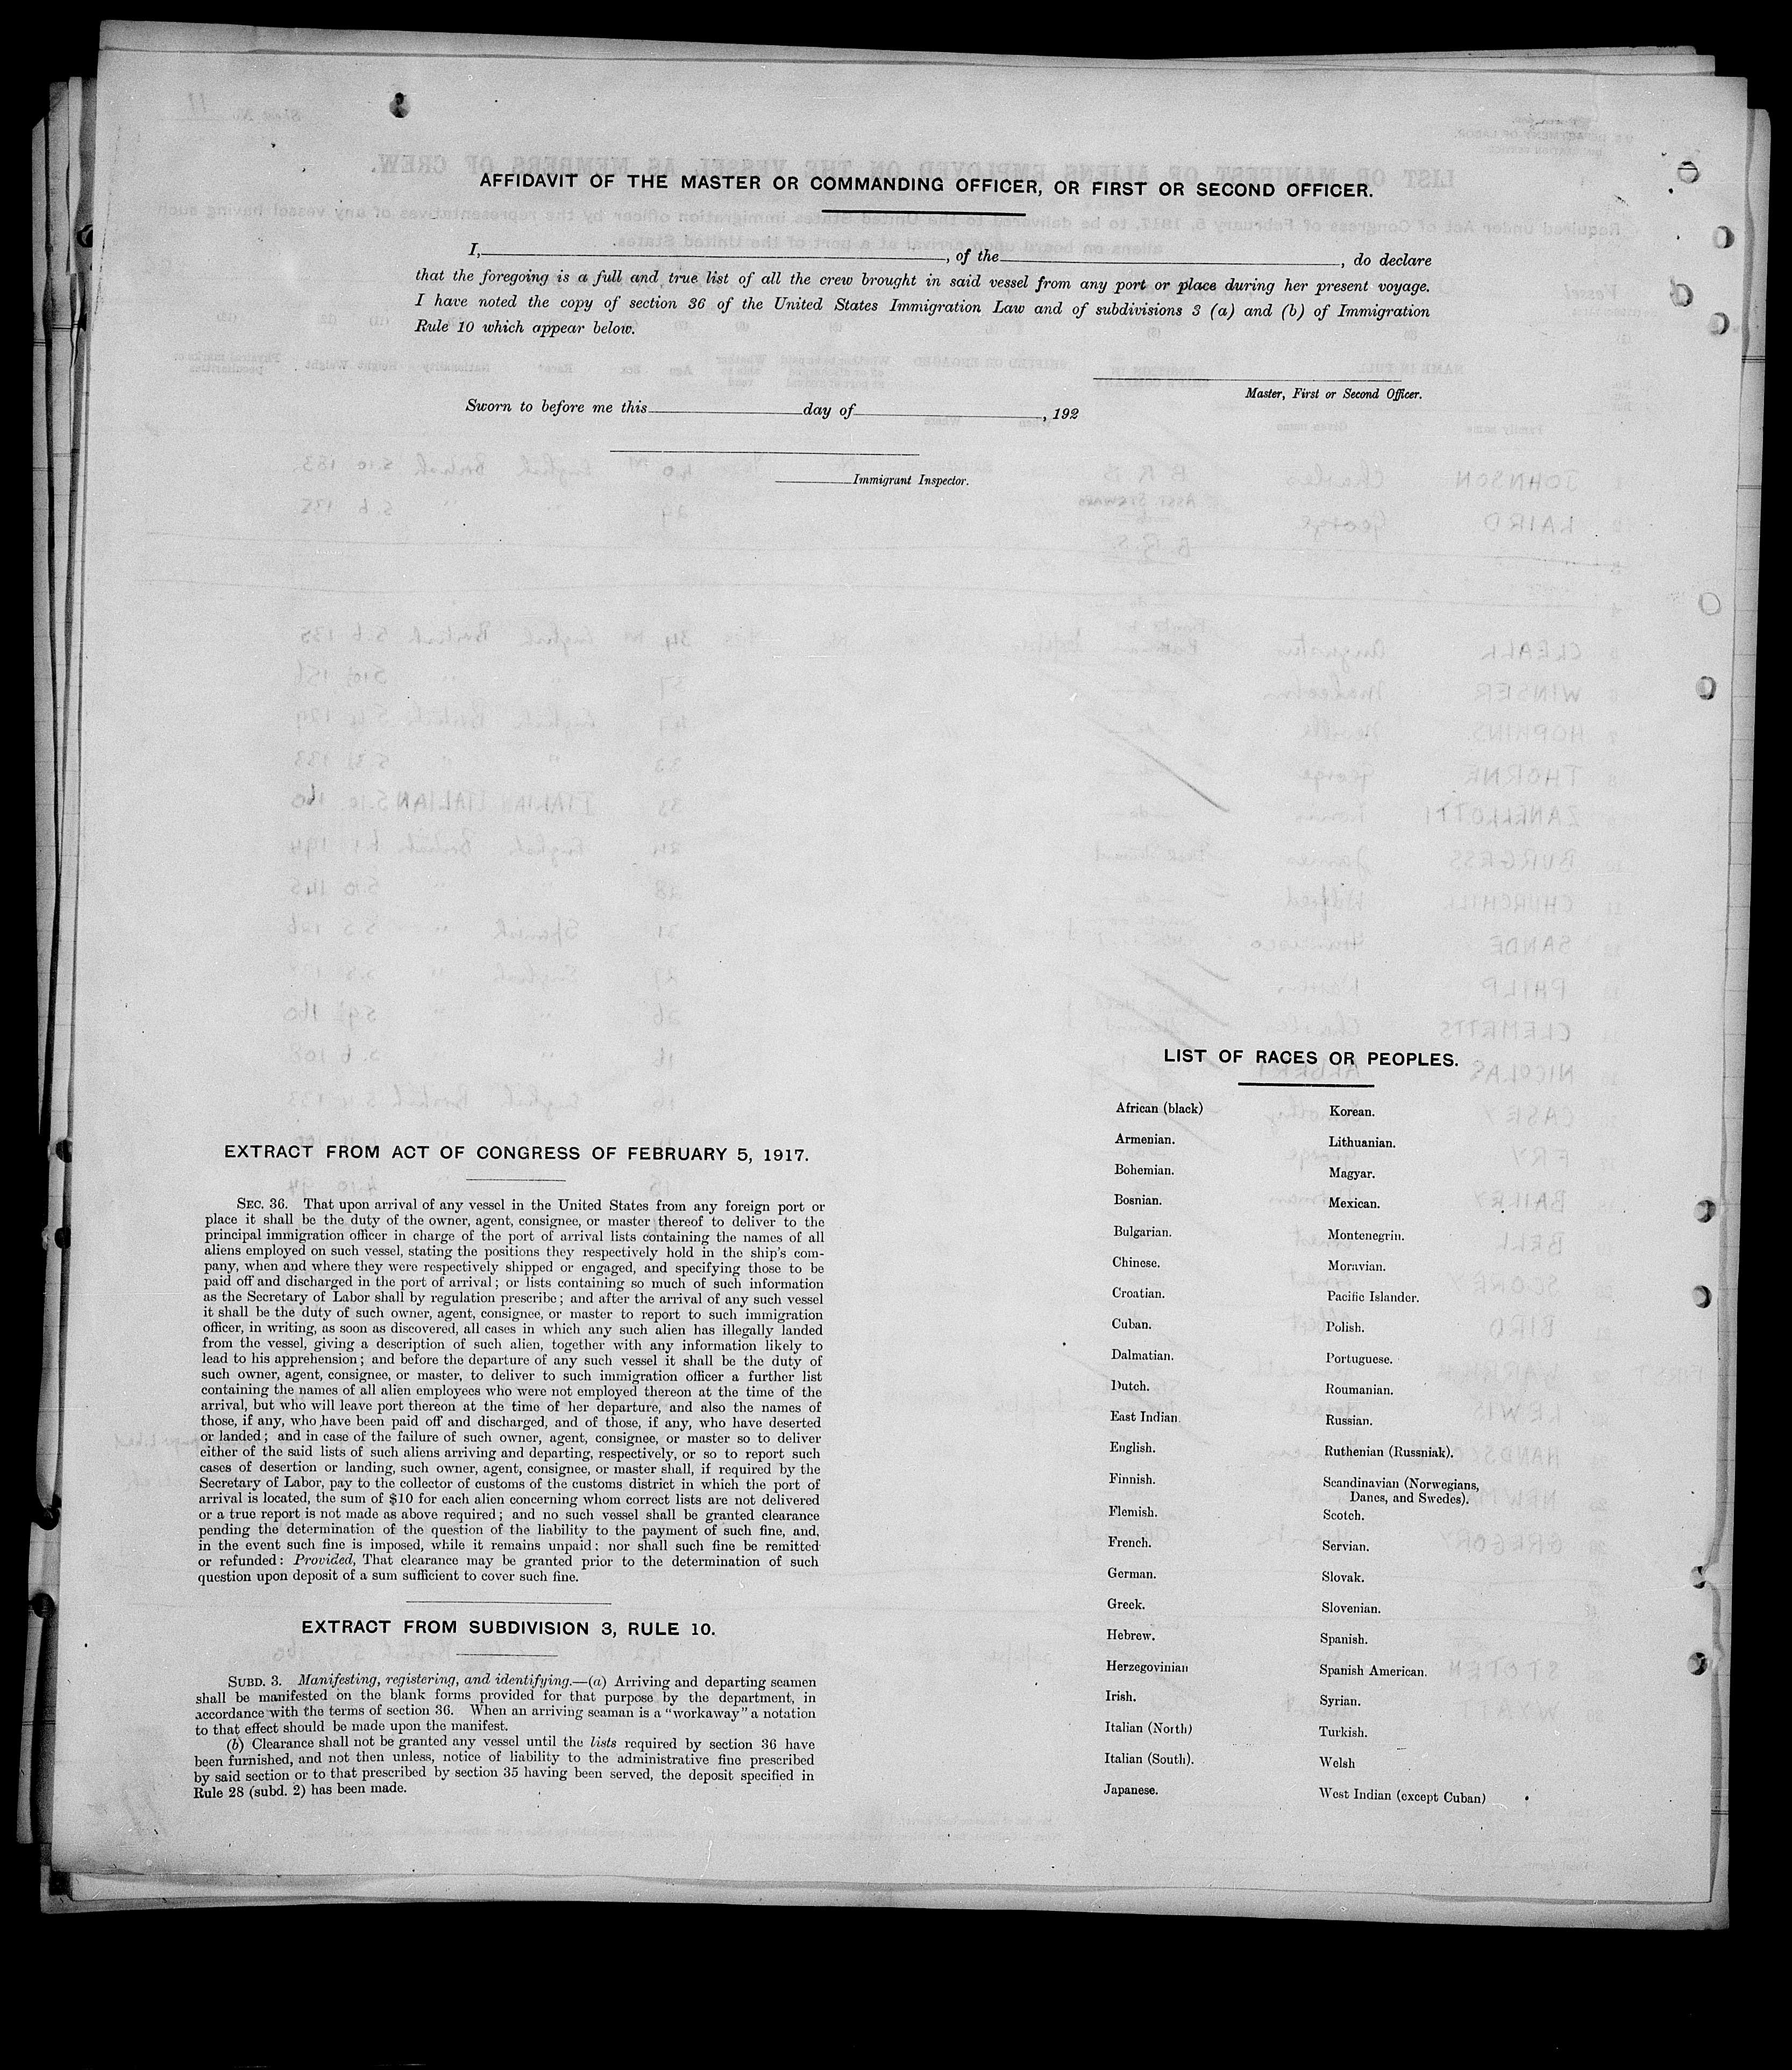 AFFIDAVIT OF THE MASTER OR COMMANDING OFFICER, OR FIRST OR SECOND OFFICER.
I, , of the , do declare
that the foregoing is a full and true list of all the crew brought in said vessel from any port or place during her present voyage.
I have noted the copy of section 36 of the United States Immigration Law and of subdivisions 3 (a) and (b) of Immigration
Rule 10 which appear below.
Master, First or Second Officer.
Sworn to before me this day of , 192
Immigrant Inspector.
EXTRACT FROM ACT OF CONGRESS OF FEBRUARY 5, 1917.
SEC. 36. That upon arrival of any vessel in the United States from any foreign port or
place it shall be the duty of the owner, agent, consignee, or master thereof to deliver to the
principal immigration officer in charge of the port of arrival lists containing the names of all
aliens employed on such vessel, stating the positions they respectively hold in the ship's com-
pany, when and where they were respectively shipped or engaged, and specifying those to be
paid off and discharged in the port of arrival; or lists containing so much of such information
as the Secretary of Labor shall by regulation prescribe; and after the arrival of any such vessel
it shall be the duty of such owner, agent, consignee, or master to report to such immigration
officer, in writing, as soon as discovered, all cases in which any such alien has illegally landed
from the vessel, giving a description of such alien, together with any information likely to
lead to his apprehension; and before the departure of any such vessel it shall be the duty of
such owner, agent, consignee, or master, to deliver to such immigration officer a further list
containing the names of all alien employees who were not employed thereon at the time of the
arrival, but who will leave port thereon at the time of her departure, and also the names of
those, if any, who have been paid off and discharged, and of those, if any, who have deserted
or landed; and in case of the failure of such owner, agent, consignee, or master so to deliver
either of the said lists of such aliens arriving and departing, respectively, or so to report such
cases of desertion or landing, such owner, agent, consignee, or master shall, if required by the
Secretary of Labor, pay to the collector of customs of the customs district in which the port of
arrival is located, the sum of $10 for each alien concerning whom correct lists are not delivered
or a true report is not made as above required; and no such vessel shall be granted clearance
pending the determination of the question of the liability to the payment of such fine, and,
in the event such fine is imposed, while it remains unpaid: nor shall such fine be remitted
or refunded: Provided, That clearance may be granted prior to the determination of such
question upon deposit of a sum sufficient to cover such fine.
EXTRACT FROM SUBDIVISION 3, RULE 10.
SUBD. 3. Manifesting, registering, and identifying.—(a) Arriving and departing seamen
shall be manifested on the blank forms provided for that purpose by the department, in
accordance with the terms of section 36. When an arriving seaman is a "workaway" a notation
to that effect should be made upon the manifest.
(b) Clearance shall not be granted any vessel until the lists required by section 36 have
been furnished, and not then unless, notice of liability to the administrative fine prescribed
by said section or to that prescribed by section 35 having been served, the deposit specified in
Rule 28 (subd. 2) has been made.
LIST OF RACES OR PEOPLES.
African (black)
Armenian.
Bohemian.
Bosnian.
Bulgarian.
Chinese.
Croatian.
Cuban.
Dalmatian.
Dutch.
East Indian
English.
Finnish.
Flemish.
French.
German.
Greek.
Hebrew.
Herzegovinian
Irish.
Italian (North)
Italian (South).
Japanese.
Korean.
Lithuanian.
Magyar.
Mexican.
Montenegrin.
Moravian.
Pacific Islander.
Polish.
Portuguese.
Roumanian.
Russian.
Ruthenian (Russniak).
Scandinavian (Norwegians,
Danes, and Swedes).
Scotch.
Servian.
Slovak.
Slovenian.
Spanish.
Spanish American.
Syrian.
Turkish.
Welsh
West Indian (except Cuban)